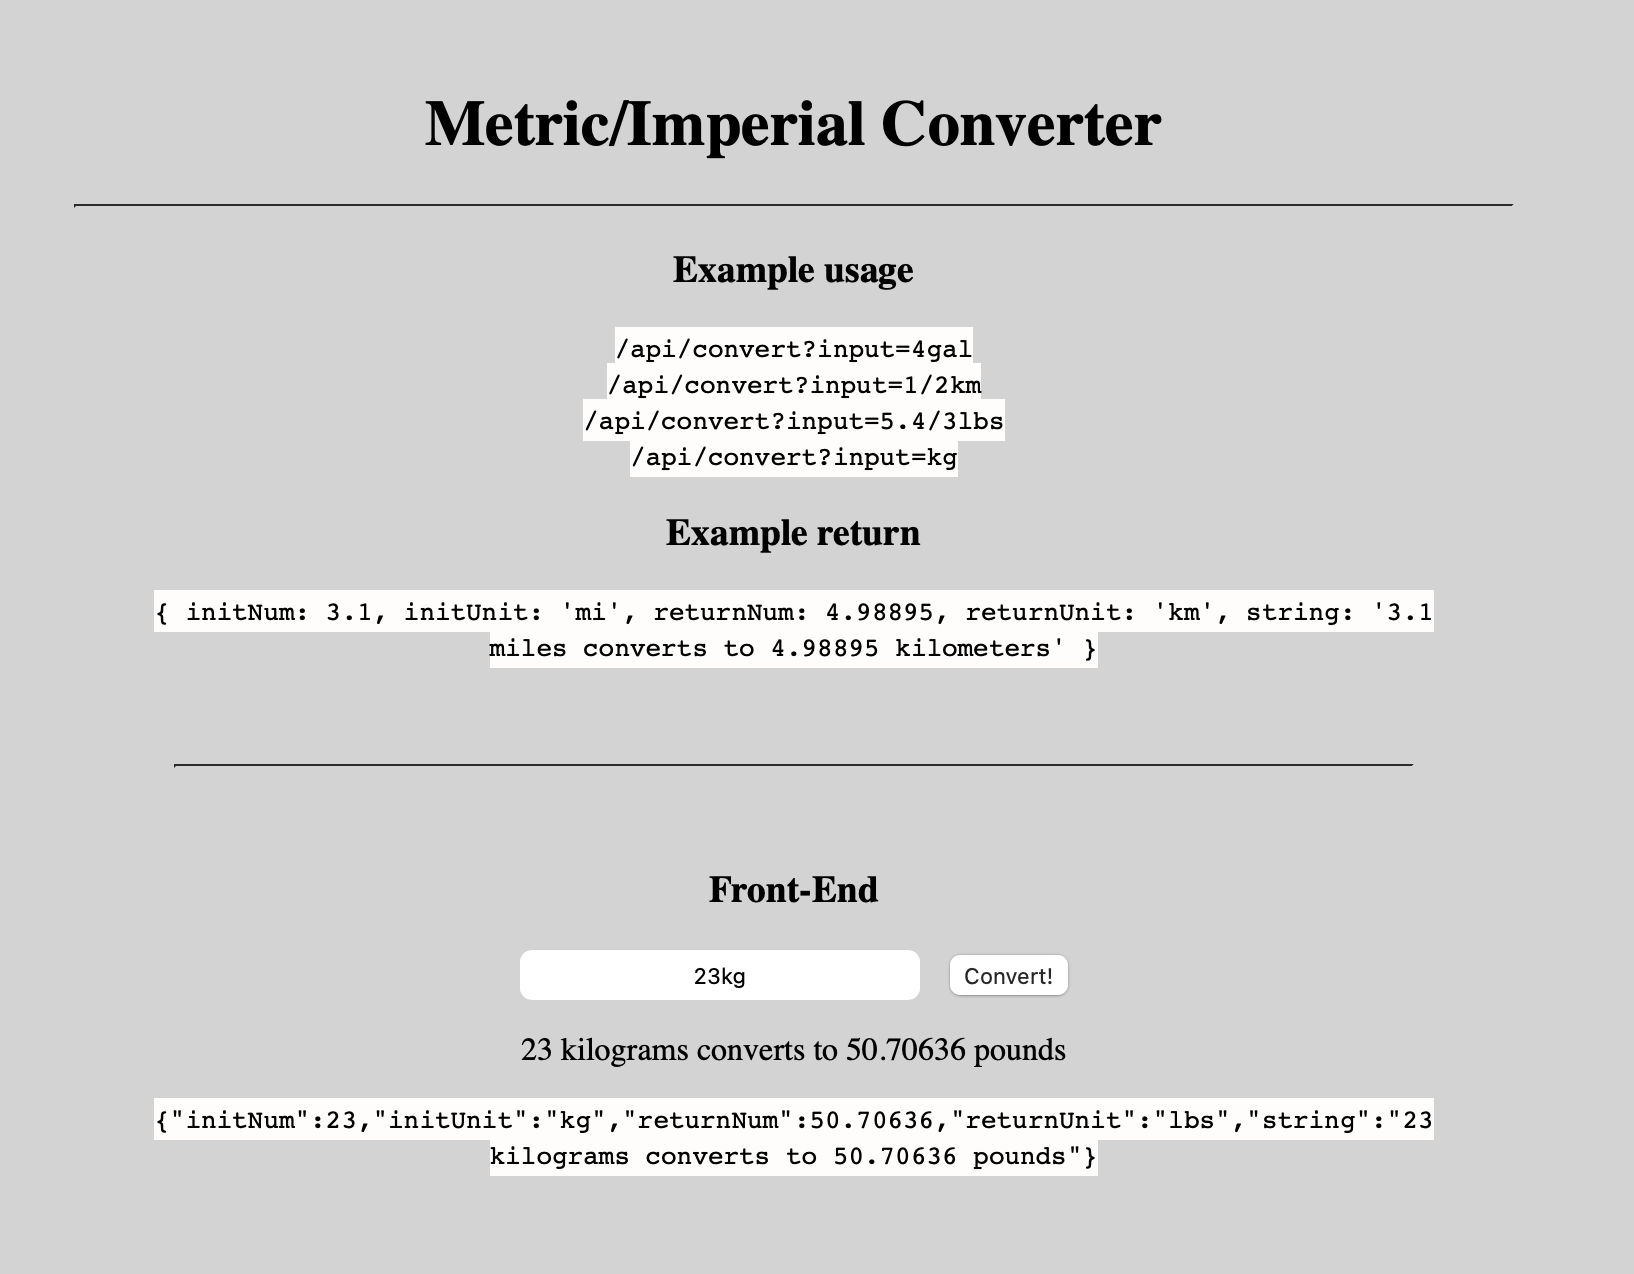 Metric/Imperial Converter
Example usage
/api/convert?input=4gal
/api/convert?input=1/2km
/api/convert?input=5.4/3lbs
/api/convert?input=kg
Example return
{ initNum: 3.1, initUnit: 'mi', returnNum: 4.98895, returnUnit: 'km', string: '3.1
miles converts to 4.98895 kilometers' }
Front-End
23kg Convert!
23 kilograms converts to 50.70636 pounds
{"initNum":23,"initUnit":"kg","returnNum":50.70636,"returnUnit":"lbs","string":"23
kilograms converts to 50.70636 pounds"}